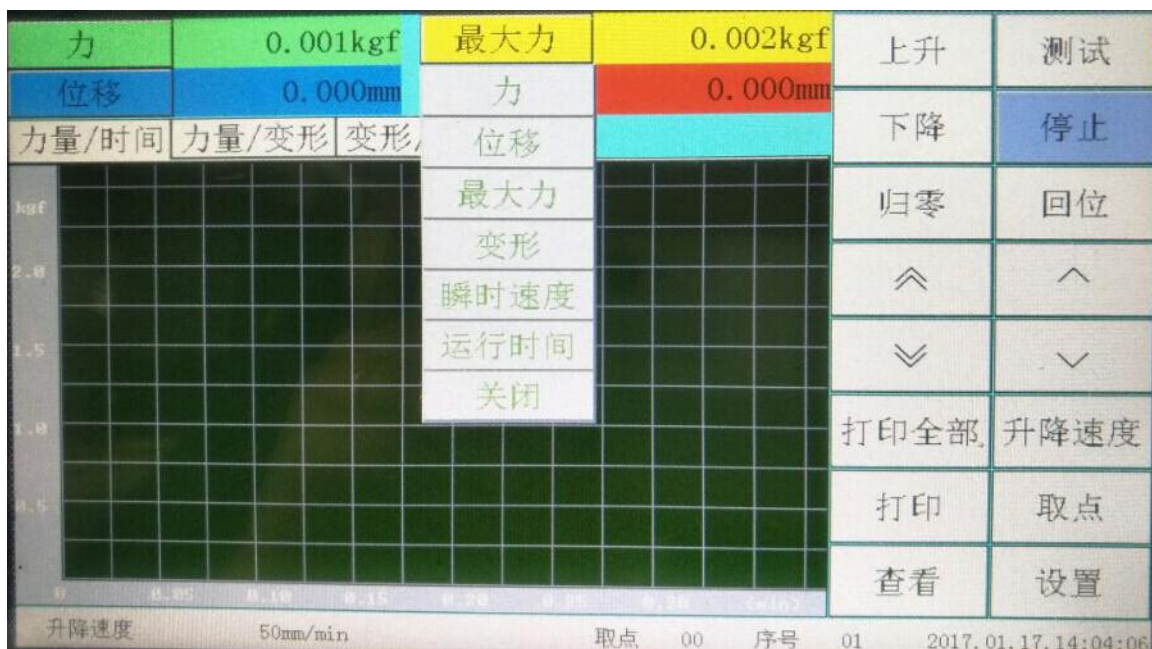 力 0.001kgf 最大力 0.002kgf
位移 0.000mm 0.000mm
力量/时间 力量/变形 变形/
力
位移
最大力
变形
瞬时速度
运行时间
关闭
kgf
2.0
1.5
1.0
0.5
0 0.05 0.10 0.15 0.20 0.25 (min)
上升 测试
下降 停止
归零 回位
打印全部 升降速度
打印 取点
查看 设置
升降速度 50mm/min 取点 00 序号 01 2017.01.17.14:04:06